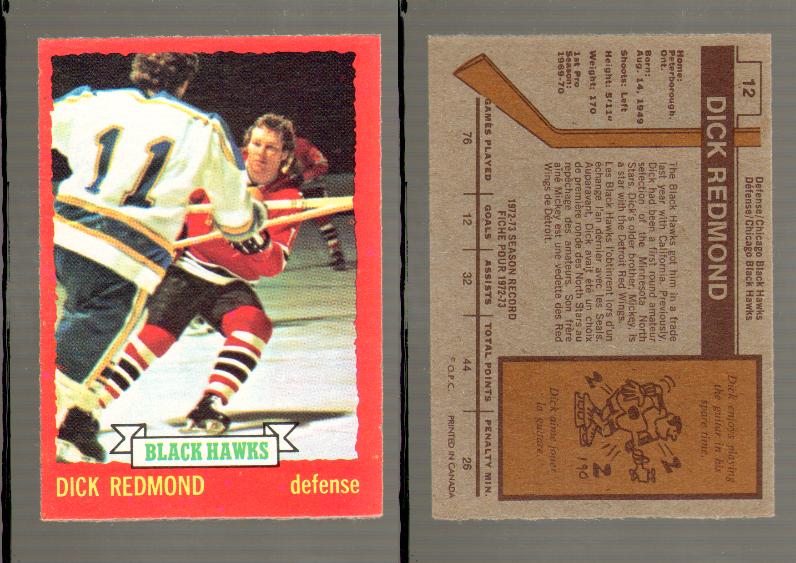 11
BLACK HAWKS
DICK REDMOND
defense
12
DICK REDMOND
Defense/Chicago Black Hawks
Défense/Chicago Black Hawks
Home:
Peterborough,
Ont.
Born:
Aug. 14, 1949
Shoots: Left
Height: 5'11"
Weight: 170
1st Pro
Season:
1969-70
The Black Hawks got him in a trade
last year with California. Previously,
Dick had been a first round amateur
selection of the Minnesota North
Stars. Dick's older brother, Mickey, is
a star with the Detroit Red Wings.
Les Black Hawks l'obtinrent lors d'un
échange l'an dernier avec les Seals.
Auparavant, Dick avait été un choix
de première ronde des North Stars au
repêchage des amateurs. Son frère
aîné Mickey est une vedette des Red
Wings de Détroit.
Dick enjoys playing
the guitar in his
spare time.
Dick aime jouer
la guitare.
190
1972-73 SEASON RECORD
FICHE POUR 1972-73
GAMES PLAYED GOALS ASSISTS TOTAL POINTS PENALTY MIN.
76 12 32 44 26
© O.P.C. PRINTED IN CANADA